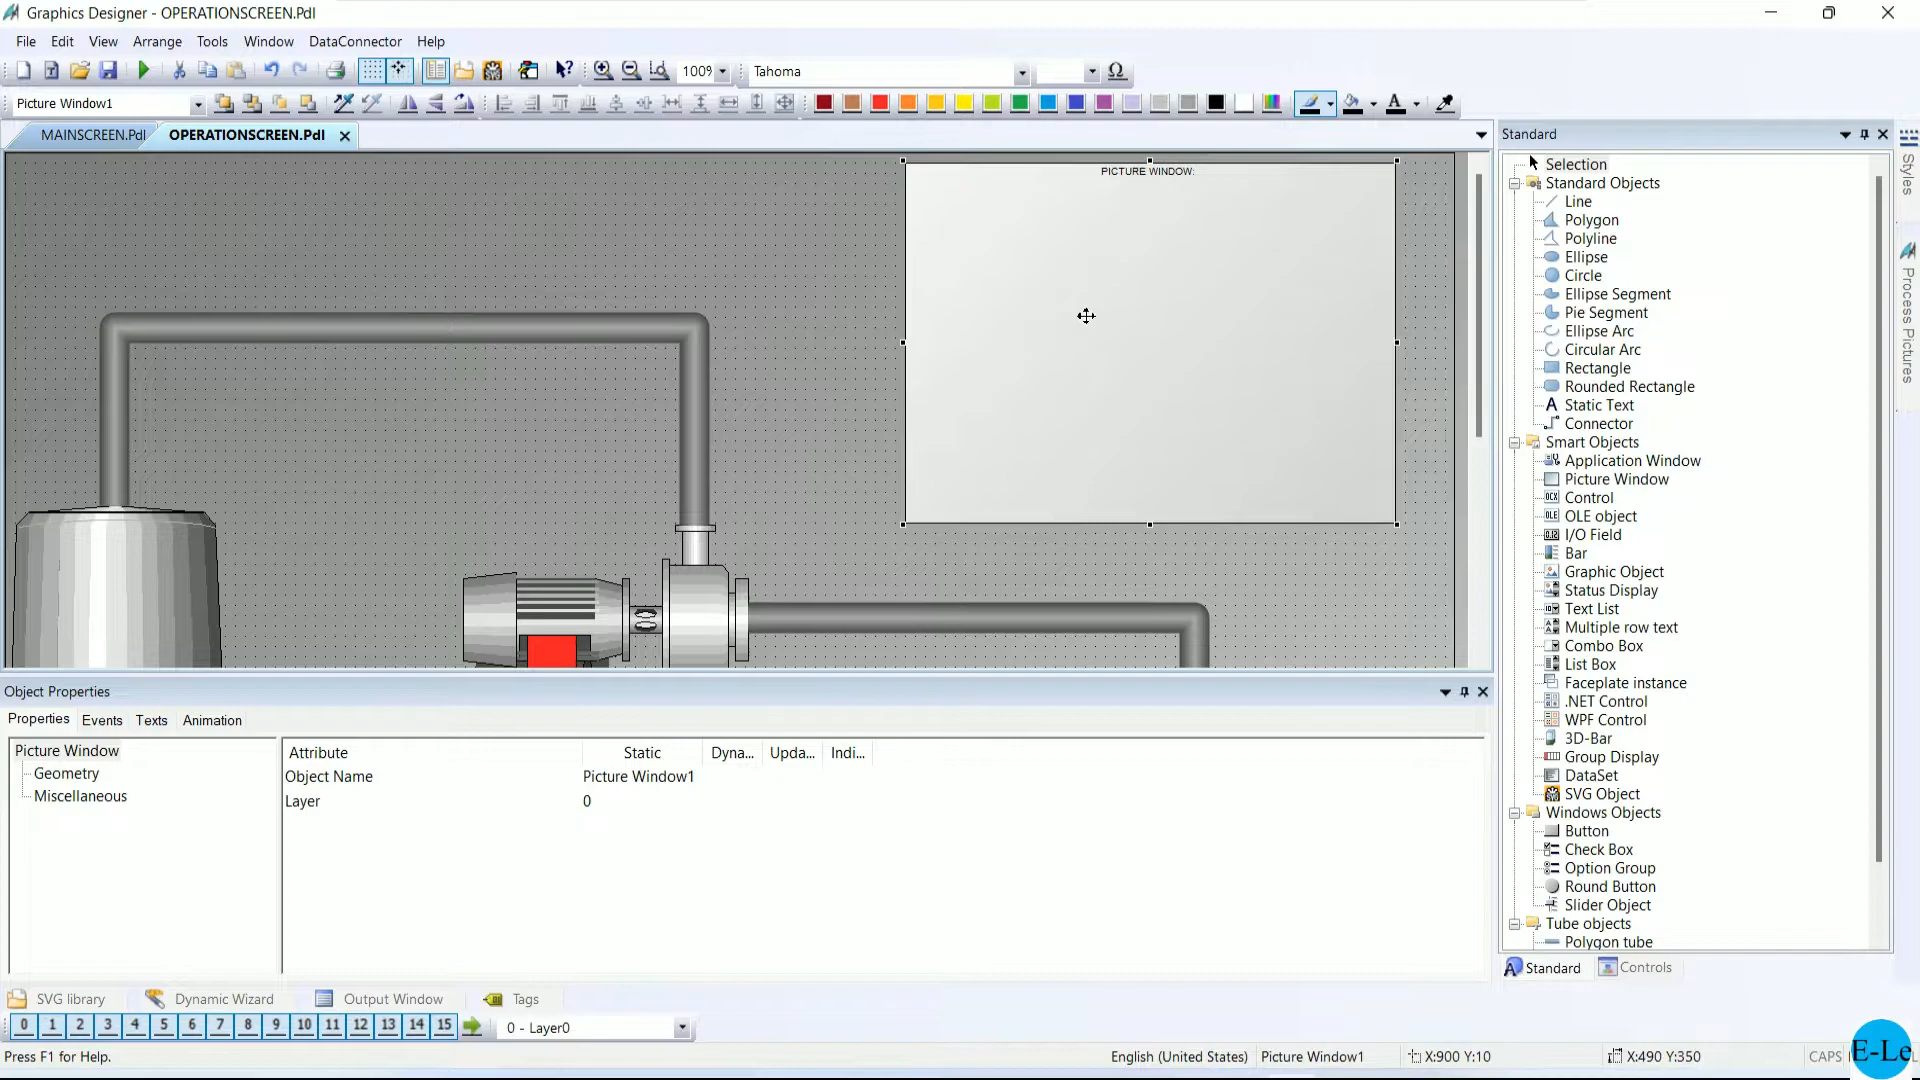 Graphics Designer - OPERATIONSCREEN.Pdl
File Edit View Arrange Tools Window DataConnector Help
100% Tahoma Ω
Picture Window1
MAINSCREEN.Pdl OPERATIONSCREEN.Pdl
PICTURE WINDOW:
Standard
Selection
Standard Objects
Line
Polygon
Polyline
Ellipse
Circle
Ellipse Segment
Pie Segment
Ellipse Arc
Circular Arc
Rectangle
Rounded Rectangle
A Static Text
Connector
Smart Objects
Application Window
Picture Window
OCX Control
OLE OLE object
0.12 I/O Field
Bar
Graphic Object
Status Display
Text List
Multiple row text
Combo Box
List Box
Faceplate instance
.NET Control
WPF Control
3D-Bar
Group Display
DataSet
SVG Object
Windows Objects
Button
Check Box
Option Group
Round Button
Slider Object
Tube objects
Polygon tube
Standard Controls
Styles
Process Pictures
Object Properties
Properties Events Texts Animation
Picture Window
Geometry
Miscellaneous
Attribute Static Dyna... Upda... Indi...
Object Name Picture Window1
Layer 0
SVG library Dynamic Wizard Output Window Tags
0 1 2 3 4 5 6 7 8 9 10 11 12 13 14 15 0 - Layer0
Press F1 for Help. English (United States) Picture Window1 X:900 Y:10 X:490 Y:350 CAPS
E-Le